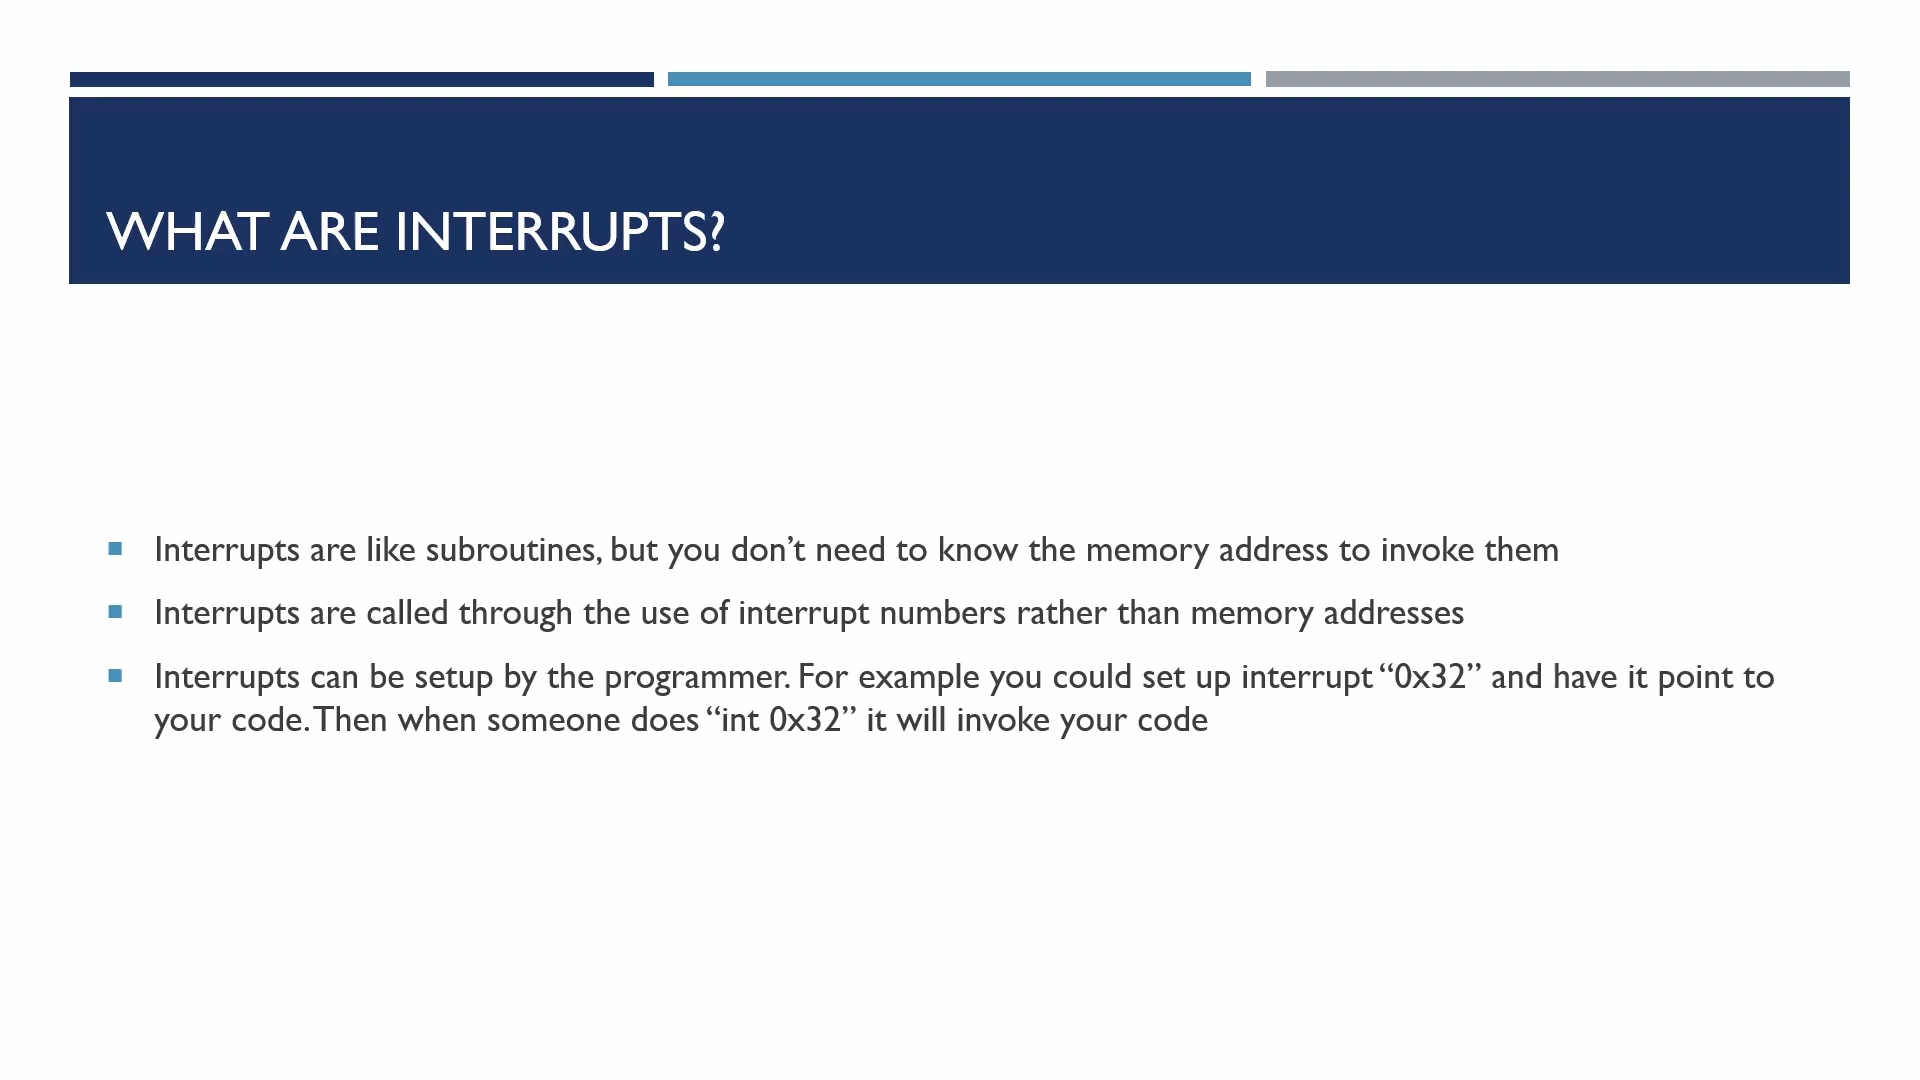 WHAT ARE INTERRUPTS?
Interrupts are like subroutines, but you don’t need to know the memory address to invoke them
Interrupts are called through the use of interrupt numbers rather than memory addresses
Interrupts can be setup by the programmer. For example you could set up interrupt “0x32” and have it point to
your code. Then when someone does “int 0x32” it will invoke your code